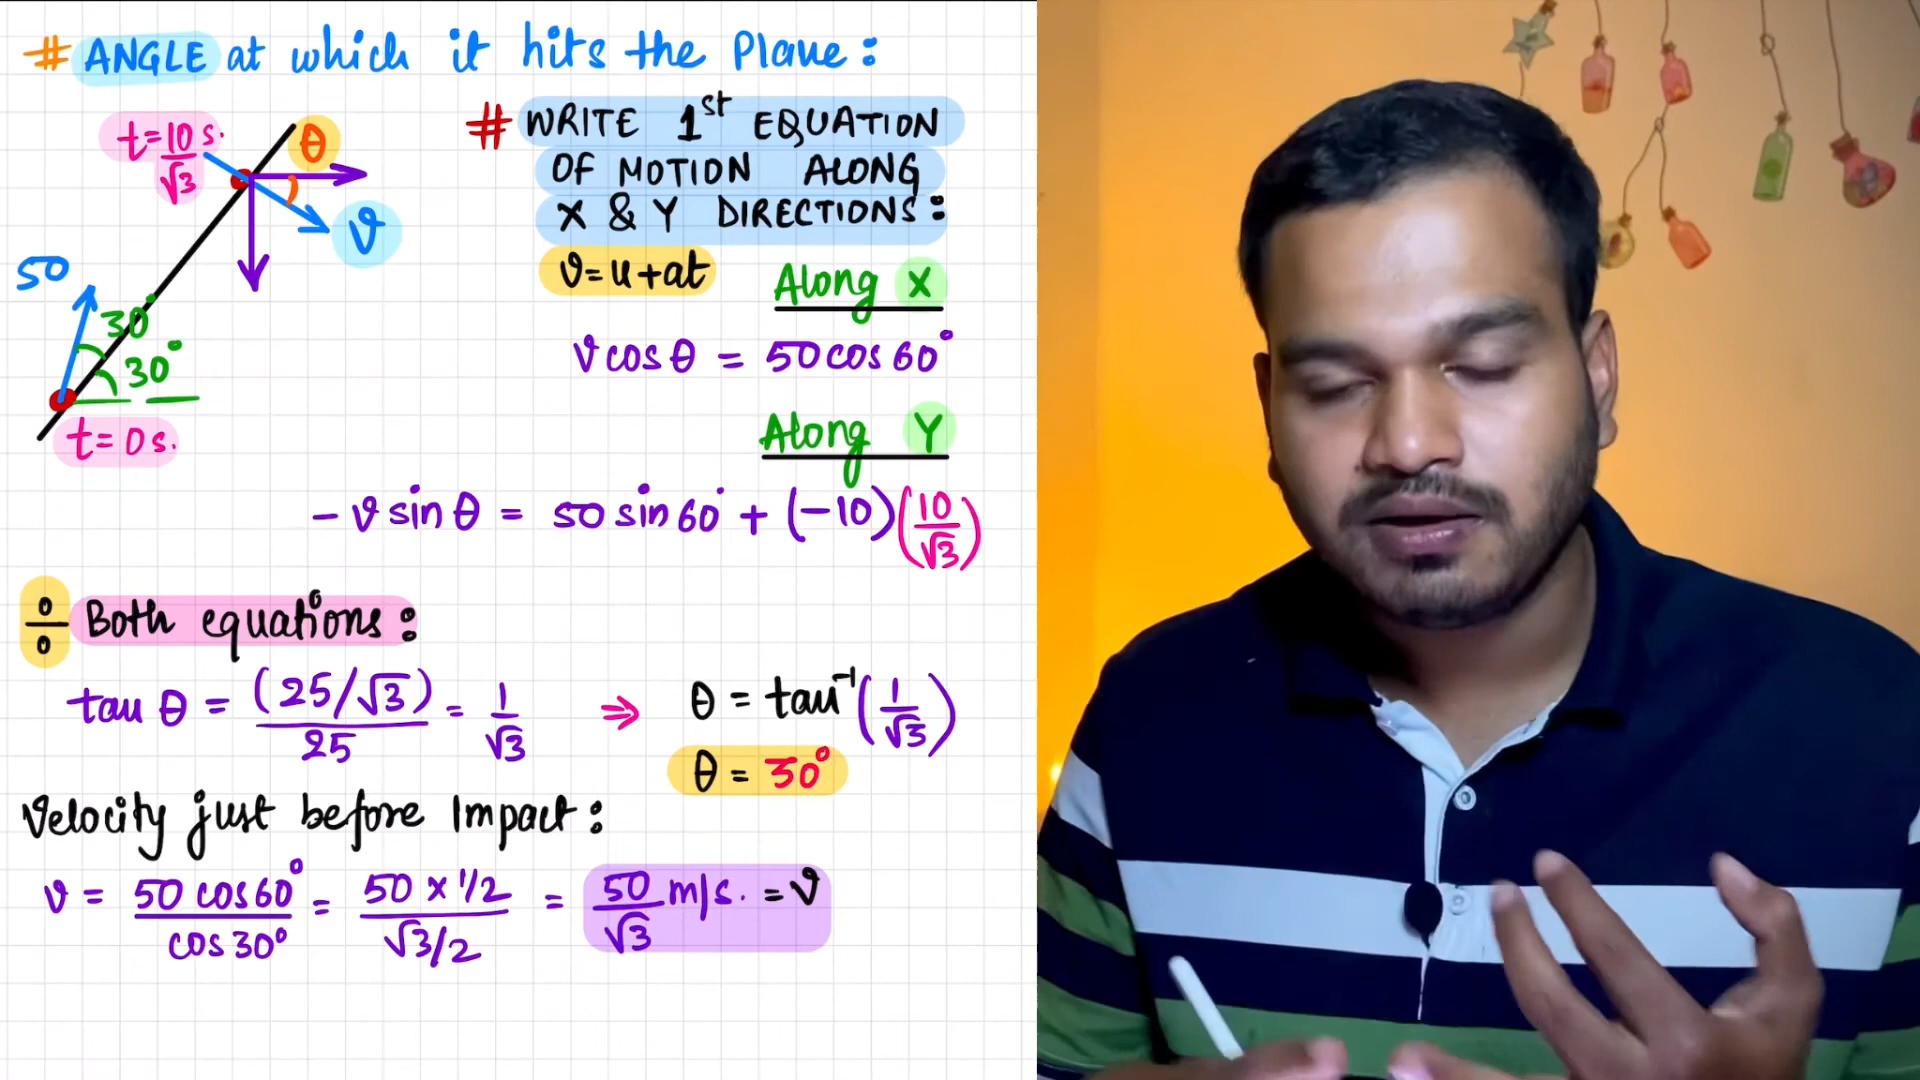 # ANGLE at which it hits the Plane:
t=10/√3 s.
θ
# WRITE 1st EQUATION
OF MOTION ALONG
X & Y DIRECTIONS:
v
50
v=u+at
Along X
30°
30°
v cos θ = 50 cos 60°
t= 0 s.
Along Y
- v sin θ = 50 sin 60° + (-10)(10/√3)
÷ Both equations:
tan θ = (25/√3)/25 = 1/√3 ⇒ θ = tan⁻¹(1/√3)
θ = 30°
Velocity just before Impact:
v = 50 cos 60°/cos 30° = 50 × 1/2/√3/2 = 50/√3 m/s. = v